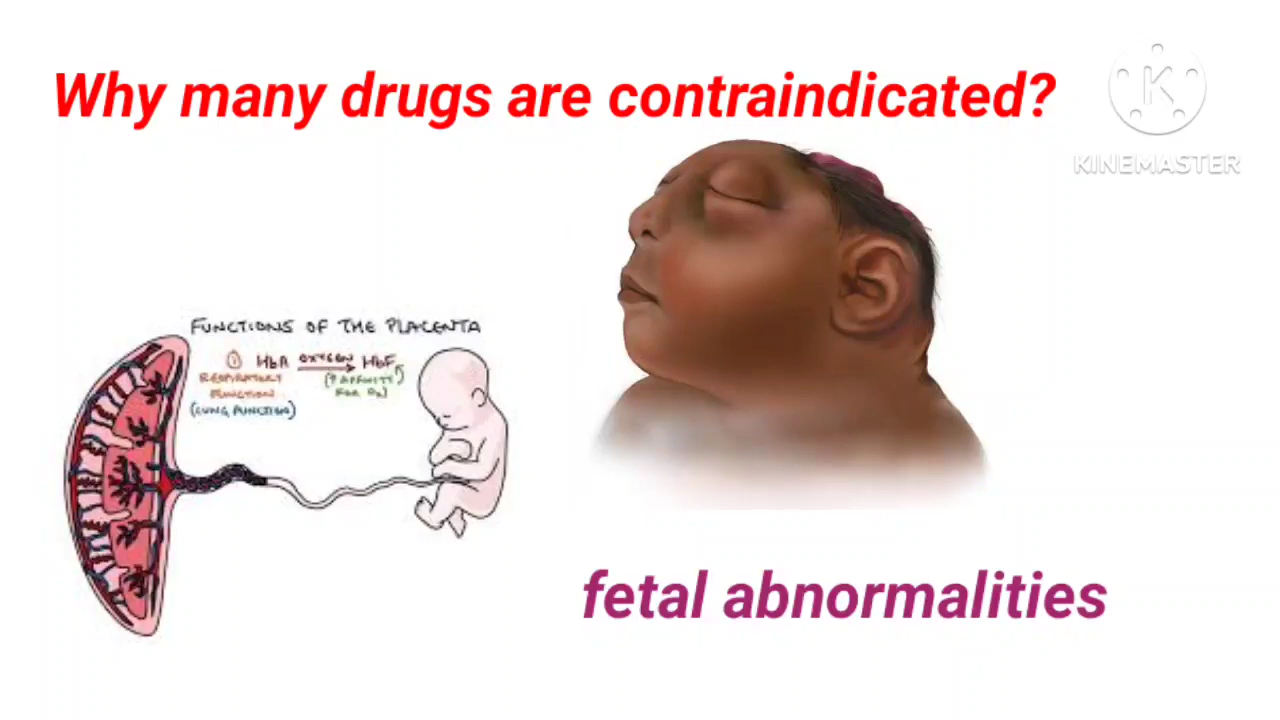 Why many drugs are contraindicated?
K
KINEMASTER
FUNCTIONS OF THE PLACENTA
① HbA OXYGEN HbF
RESPIRATORY (↑ AFFINITY
FUNCTION FOR O₂)
(LUNG FUNCTION)
fetal abnormalities